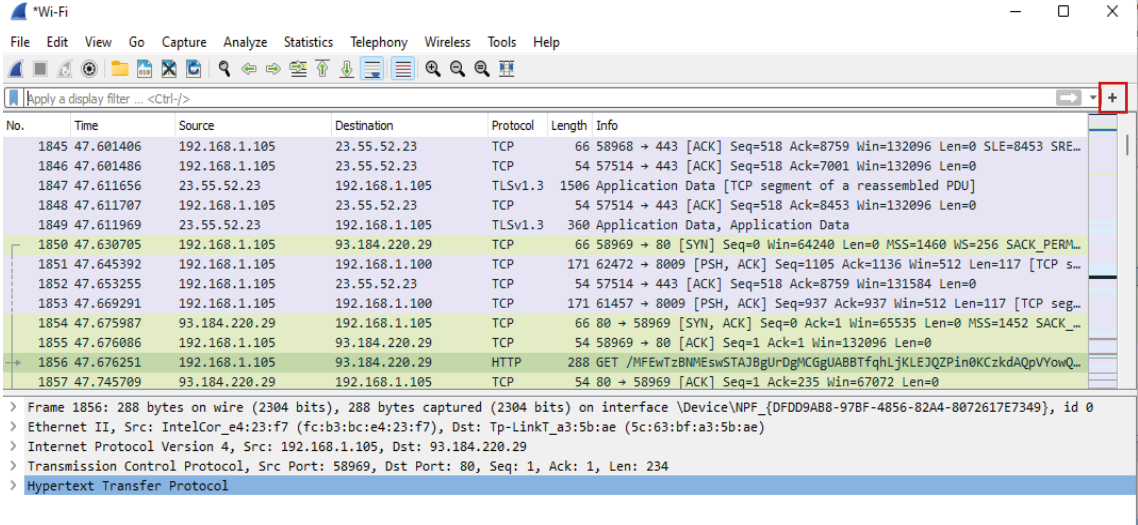 *Wi-Fi
File Edit View Go Capture Analyze Statistics Telephony Wireless Tools Help
Apply a display filter ... <Ctrl-/>
+
No. Time Source Destination Protocol Length Info
1845 47.601406 192.168.1.105 23.55.52.23 TCP 66 58968 → 443 [ACK] Seq=518 Ack=8759 Win=132096 Len=0 SLE=8453 SRE…
1846 47.601486 192.168.1.105 23.55.52.23 TCP 54 57514 → 443 [ACK] Seq=518 Ack=7001 Win=132096 Len=0
1847 47.611656 23.55.52.23 192.168.1.105 TLSv1.3 1506 Application Data [TCP segment of a reassembled PDU]
1848 47.611707 192.168.1.105 23.55.52.23 TCP 54 57514 → 443 [ACK] Seq=518 Ack=8453 Win=132096 Len=0
1849 47.611969 23.55.52.23 192.168.1.105 TLSv1.3 360 Application Data, Application Data
1850 47.630705 192.168.1.105 93.184.220.29 TCP 66 58969 → 80 [SYN] Seq=0 Win=64240 Len=0 MSS=1460 WS=256 SACK_PERM…
1851 47.645392 192.168.1.105 192.168.1.100 TCP 171 62472 → 8009 [PSH, ACK] Seq=1105 Ack=1136 Win=512 Len=117 [TCP s…
1852 47.653255 192.168.1.105 23.55.52.23 TCP 54 57514 → 443 [ACK] Seq=518 Ack=8759 Win=131584 Len=0
1853 47.669291 192.168.1.105 192.168.1.100 TCP 171 61457 → 8009 [PSH, ACK] Seq=937 Ack=937 Win=512 Len=117 [TCP seg…
1854 47.675987 93.184.220.29 192.168.1.105 TCP 66 80 → 58969 [SYN, ACK] Seq=0 Ack=1 Win=65535 Len=0 MSS=1452 SACK_…
1855 47.676086 192.168.1.105 93.184.220.29 TCP 54 58969 → 80 [ACK] Seq=1 Ack=1 Win=132096 Len=0
1856 47.676251 192.168.1.105 93.184.220.29 HTTP 288 GET /MFEwTzBNMEswSTAJBgUrDgMCGgUABBTfqhLjKLEJQZPin0KCzkdAQpVYowQ…
1857 47.745709 93.184.220.29 192.168.1.105 TCP 54 80 → 58969 [ACK] Seq=1 Ack=235 Win=67072 Len=0
> Frame 1856: 288 bytes on wire (2304 bits), 288 bytes captured (2304 bits) on interface \Device\NPF_{DFDD9AB8-97BF-4856-82A4-8072617E7349}, id 0
> Ethernet II, Src: IntelCor_e4:23:f7 (fc:b3:bc:e4:23:f7), Dst: Tp-LinkT_a3:5b:ae (5c:63:bf:a3:5b:ae)
> Internet Protocol Version 4, Src: 192.168.1.105, Dst: 93.184.220.29
> Transmission Control Protocol, Src Port: 58969, Dst Port: 80, Seq: 1, Ack: 1, Len: 234
> Hypertext Transfer Protocol